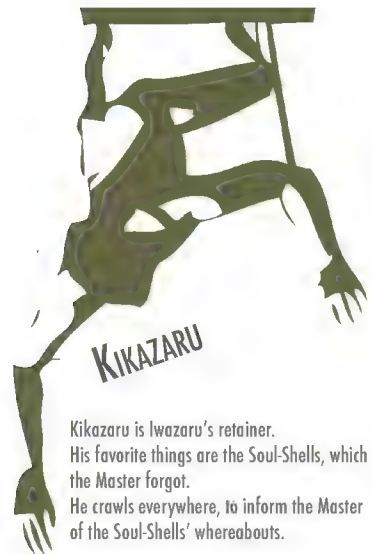 KIKAZARU
Kikazaru is Iwazaru's retainer.
His favorite things are the Soul-Shells, which
the Master forgot.
He crawls everywhere, to inform the Master
of the Soul-Shells' whereabouts.